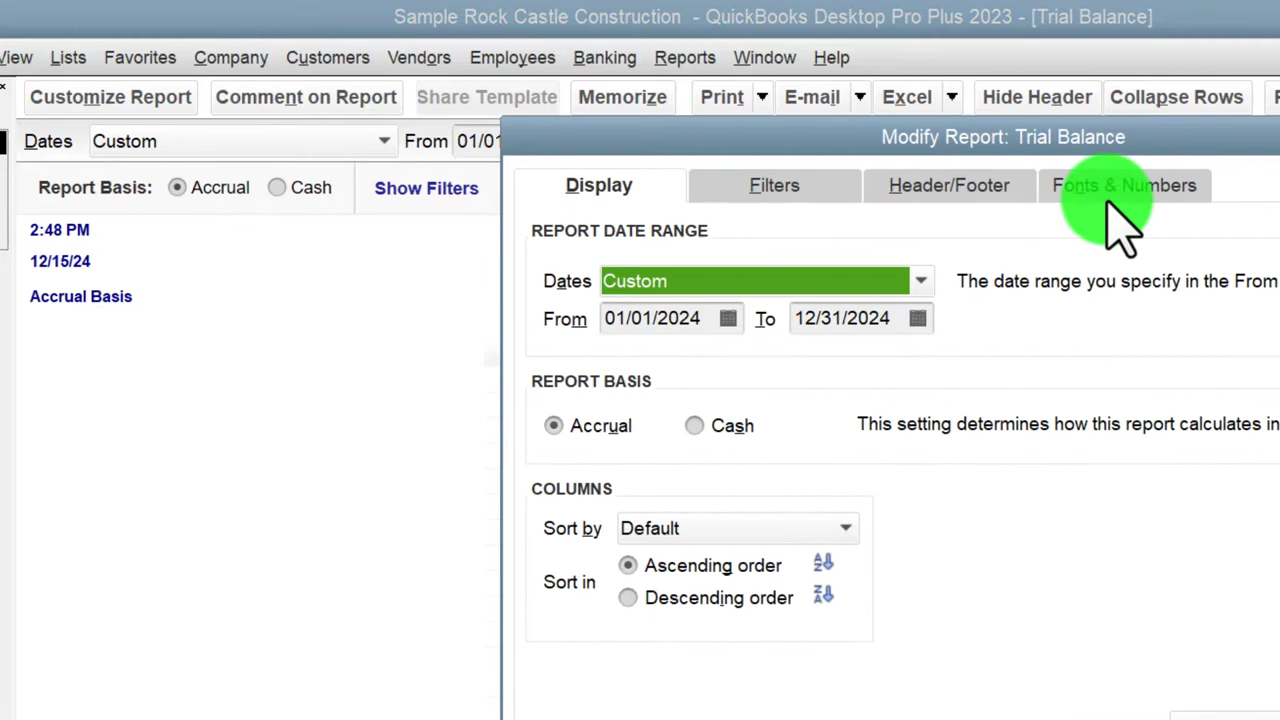 Sample Rock Castle Construction - QuickBooks Desktop Pro Plus 2023 - [Trial Balance]
View Lists Favorites Company Customers Vendors Employees Banking Reports Window Help
Customize Report Comment on Report Share Template Memorize Print E-mail Excel Hide Header Collapse Rows
Dates Custom From 01/01
Modify Report: Trial Balance
Report Basis: Accrual Cash Show Filters
Display Filters Header/Footer Fonts & Numbers
2:48 PM
12/15/24
Accrual Basis
REPORT DATE RANGE
Dates Custom The date range you specify in the From
From 01/01/2024 To 12/31/2024
REPORT BASIS
Accrual Cash This setting determines how this report calculates in
COLUMNS
Sort by Default
Sort in Ascending order
Descending order